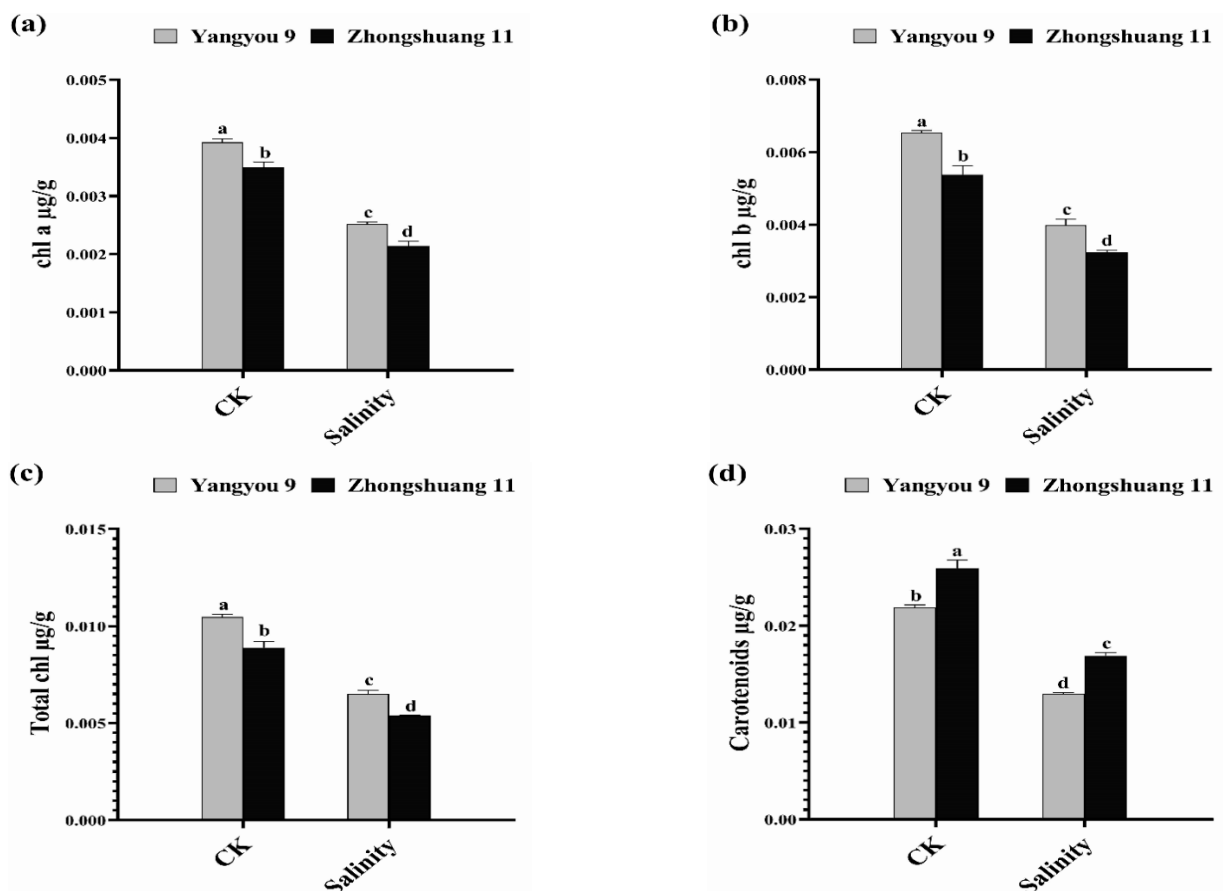 (a)
Yangyou 9 Zhongshuang 11
0.005
0.004
0.003
0.002
0.001
0.000
chl a µg/g
a
b
c
d
CK
Salinity
(b)
Yangyou 9 Zhongshuang 11
0.008
0.006
0.004
0.002
0.000
chl b µg/g
a
b
c
d
CK
Salinity
(c)
Yangyou 9 Zhongshuang 11
0.015
0.010
0.005
0.000
Total chl µg/g
a
b
c
d
CK
Salinity
(d)
Yangyou 9 Zhongshuang 11
0.03
0.02
0.01
0.00
Carotenoids µg/g
b
a
d
c
CK
Salinity